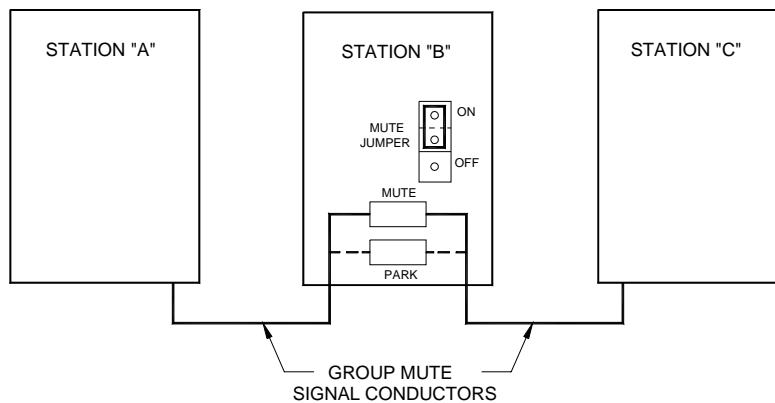 STATION "A"
STATION "B"
STATION "C"
ON
MUTE
JUMPER
OFF
MUTE
PARK
GROUP MUTE
SIGNAL CONDUCTORS